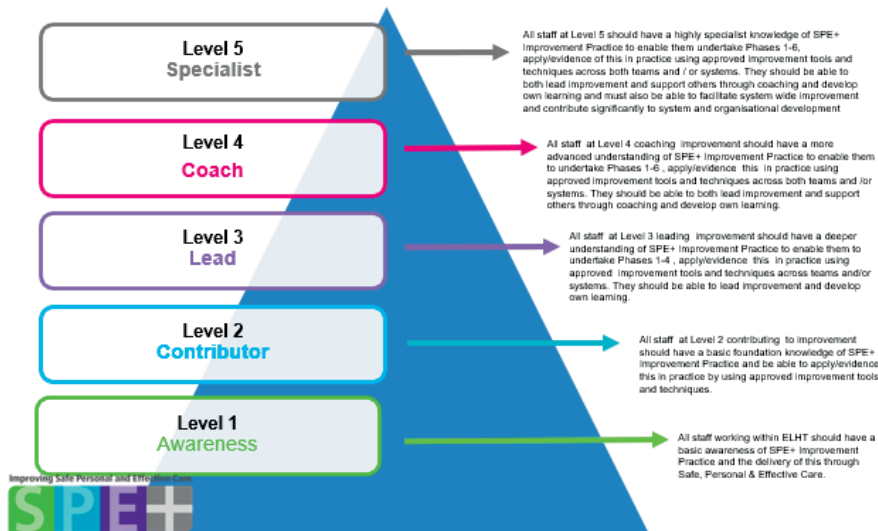 Level 5
Specialist
All staff at Level 5 should have a highly specialist knowledge of SPE+
Improvement Practice to enable them undertake Phases 1-6,
apply/evidence of this in practice using approved improvement tools and
techniques across both teams and / or systems. They should be able to
both lead improvement and support others through coaching and develop
own learning and must also be able to facilitate system wide improvement
and contribute significantly to system and organisational development
Level 4
Coach
All staff at Level 4 coaching improvement should have a more
advanced understanding of SPE+ Improvement Practice to enable them
to undertake Phases 1-6 , apply/evidence this in practice using
approved improvement tools and techniques across both teams and /or
systems. They should be able to both lead improvement and support
others through coaching and develop own learning.
Level 3
Lead
All staff at Level 3 leading improvement should have a deeper
understanding of SPE+ Improvement Practice to enable them to
undertake Phases 1-4 , apply/evidence this in practice using
approved improvement tools and techniques across teams and/or
systems. They should be able to lead improvement and develop
own learning.
Level 2
Contributor
All staff at Level 2 contributing to improvement
should have a basic foundation knowledge of SPE+
Improvement Practice and be able to apply/evidence
this in practice by using approved improvement tools
and techniques.
Level 1
Awareness
All staff working within ELHT should have a
basic awareness of SPE+ Improvement
Practice and the delivery of this through
Safe, Personal & Effective Care.
Improving Safe Personal and Effective Care
SPE+